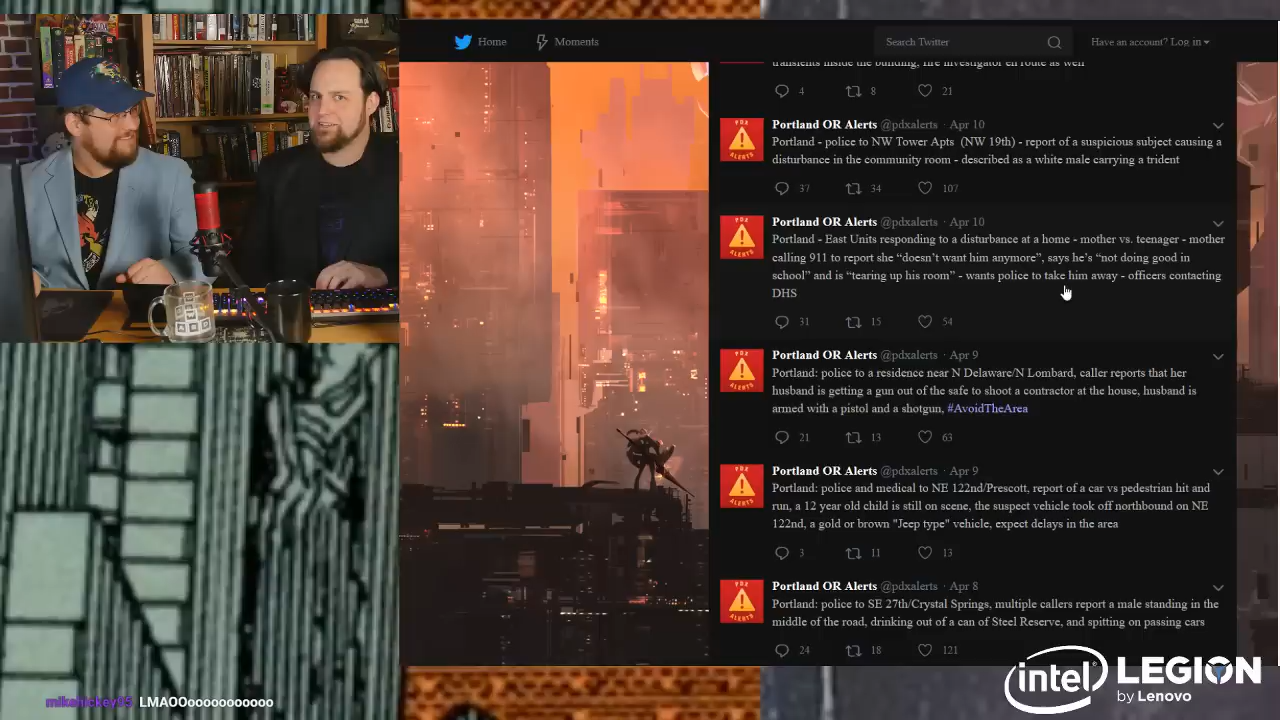 Home
Moments
Search Twitter
Have an account? Log in
transients inside the building, fire investigator en route as well
4 8 21
Portland OR Alerts @pdxalerts · Apr 10
Portland - police to NW Tower Apts (NW 19th) - report of a suspicious subject causing a
disturbance in the community room - described as a white male carrying a trident
37 34 107
Portland OR Alerts @pdxalerts · Apr 10
Portland - East Units responding to a disturbance at a home - mother vs. teenager - mother
calling 911 to report she “doesn’t want him anymore”, says he’s “not doing good in
school” and is “tearing up his room” - wants police to take him away - officers contacting
DHS
31 15 54
Portland OR Alerts @pdxalerts · Apr 9
Portland: police to a residence near N Delaware/N Lombard, caller reports that her
husband is getting a gun out of the safe to shoot a contractor at the house, husband is
armed with a pistol and a shotgun, #AvoidTheArea
21 13 63
Portland OR Alerts @pdxalerts · Apr 9
Portland: police and medical to NE 122nd/Prescott, report of a car vs pedestrian hit and
run, a 12 year old child is still on scene, the suspect vehicle took off northbound on NE
122nd, a gold or brown "Jeep type" vehicle, expect delays in the area
3 11 13
Portland OR Alerts @pdxalerts · Apr 8
Portland: police to SE 27th/Crystal Springs, multiple callers report a male standing in the
middle of the road, drinking out of a can of Steel Reserve, and spitting on passing cars
24 18 121
PDX
ALERTS
intel
LEGION
by Lenovo
LMAOOooooooooooo